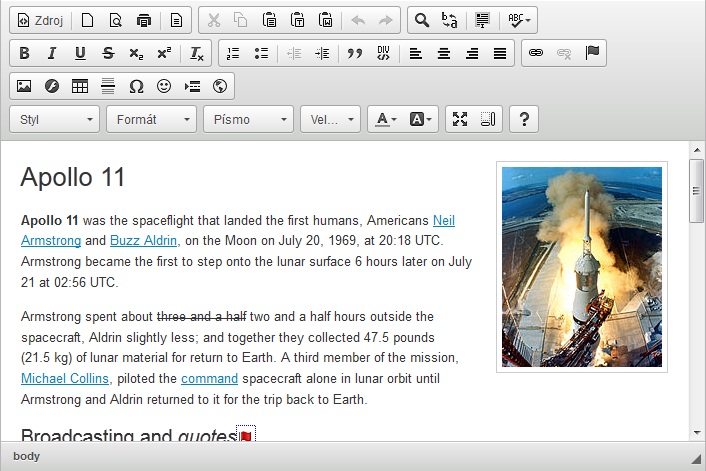 Zdroj
ABC
B I U S x₂ x² Iₓ
DIV
Styl Formát Písmo Vel... A A ?
Apollo 11
Apollo 11 was the spaceflight that landed the first humans, Americans Neil
Armstrong and Buzz Aldrin, on the Moon on July 20, 1969, at 20:18 UTC.
Armstrong became the first to step onto the lunar surface 6 hours later on July
21 at 02:56 UTC.
Armstrong spent about three and a half two and a half hours outside the
spacecraft, Aldrin slightly less; and together they collected 47.5 pounds
(21.5 kg) of lunar material for return to Earth. A third member of the mission,
Michael Collins, piloted the command spacecraft alone in lunar orbit until
Armstrong and Aldrin returned to it for the trip back to Earth.
Broadcasting and quotes
body